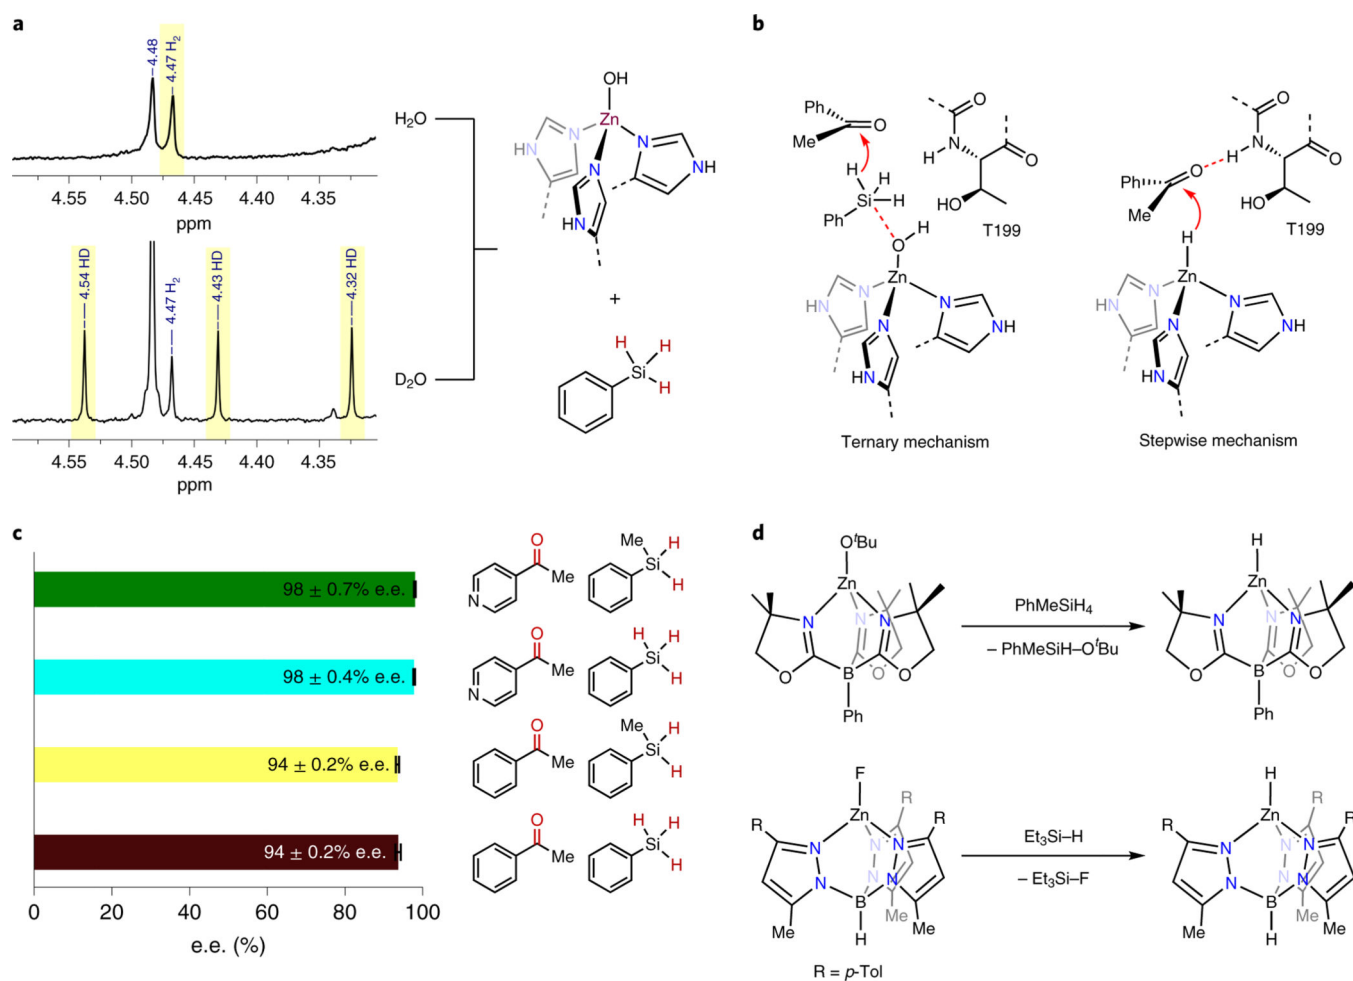 a
4.48
4.47 H2
4.55 4.50 4.45 4.40 4.35
ppm
4.54 HD
4.47 H2
4.43 HD
4.32 HD
4.55 4.50 4.45 4.40 4.35
ppm
H2O
D2O
OH
Zn
N N N
HN NH
HN
+
H H
Si
H
b
Ph
O
Me
H
H
Si
H
Ph
O
H
Zn
N N N
HN NH
HN
O
N
H
O
HO
T199
Ternary mechanism
O
N
H
O
HO
T199
Ph
O
Me
H
Zn
N N N
HN NH
HN
Stepwise mechanism
c
98 ± 0.7% e.e.
O
Me
N
Me H
Si
H
98 ± 0.4% e.e.
O
Me
N
H H
Si
H
94 ± 0.2% e.e.
O
Me
Me H
Si
H
94 ± 0.2% e.e.
O
Me
H H
Si
H
0 20 40 60 80 100
e.e. (%)
d
OtBu
Zn
N N N
O O O
B
Ph
PhMeSiH4
– PhMeSiH–OtBu
H
Zn
N N N
O O O
B
Ph
F
Zn
R R R
N N N
N N N
B
Me Me Me
H
R = p-Tol
Et3Si–H
– Et3Si–F
H
Zn
R R R
N N N
N N N
B
Me Me Me
H